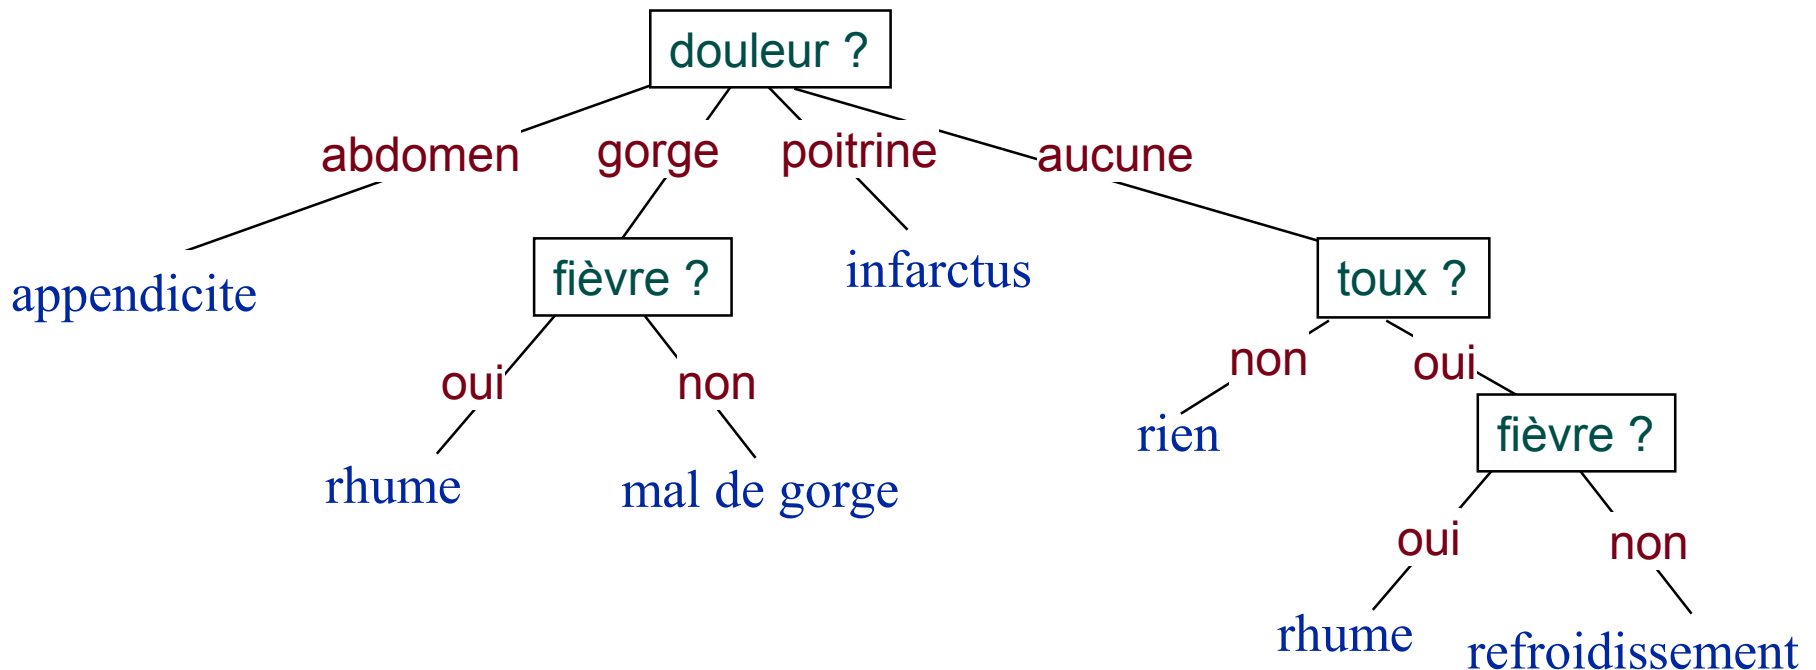 douleur ?
abdomen gorge poitrine aucune
appendicite fièvre ? infarctus toux ?
oui non non oui
rien fièvre ?
rhume mal de gorge
oui non
rhume refroidissement